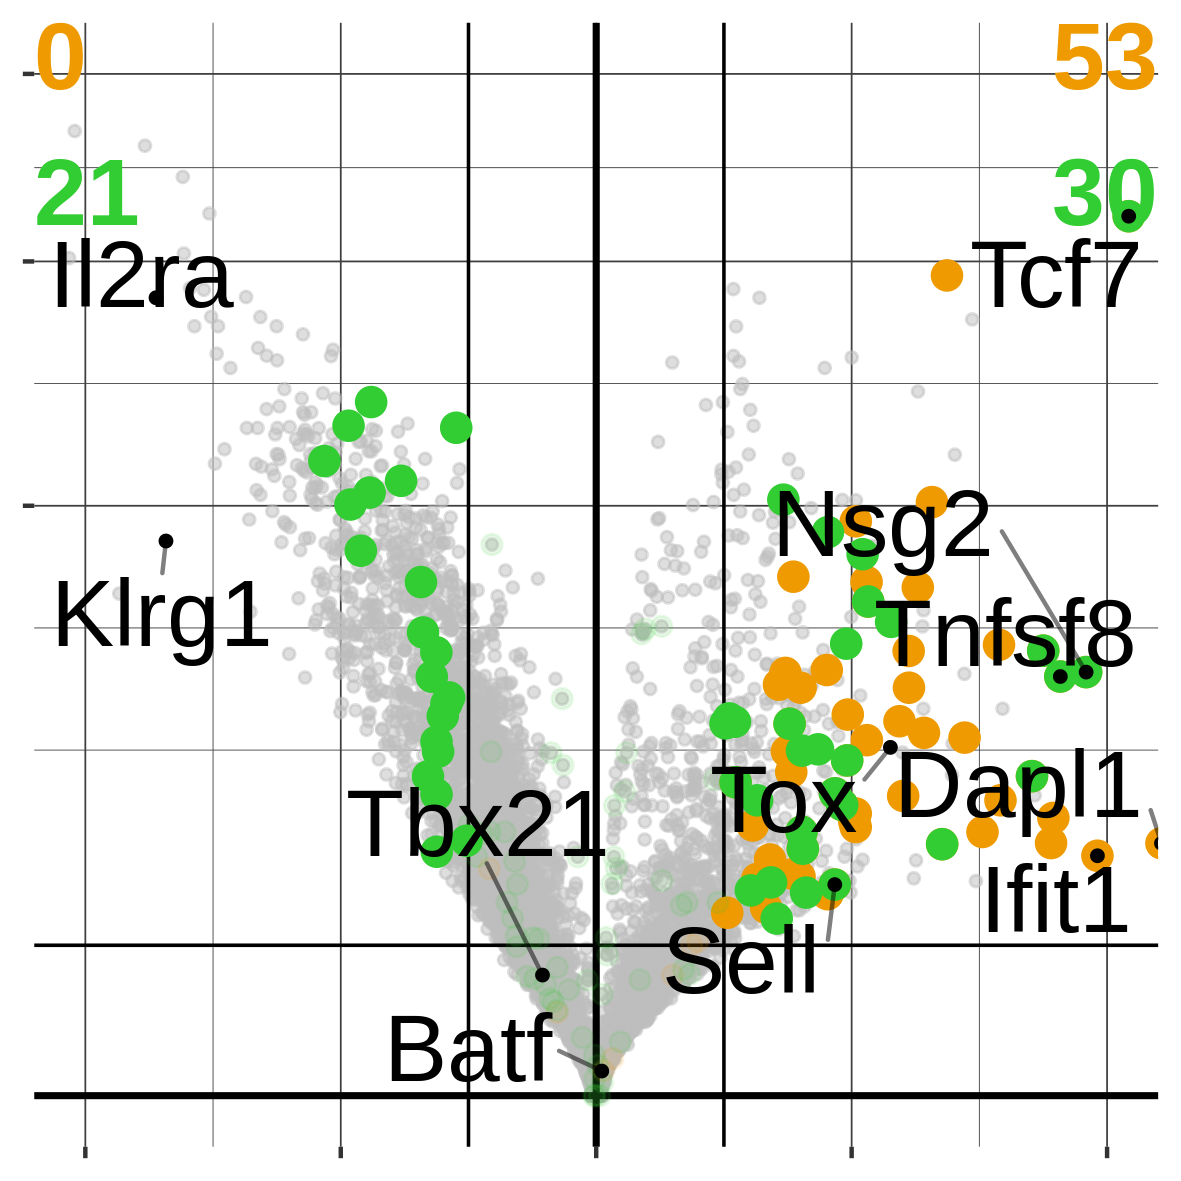 0 53
21 30
Il2ra Tcf7
Nsg2
Klrg1 Tnfsf8
Tbx21 Tox Dapl1
Ifit1
Sell
Batf